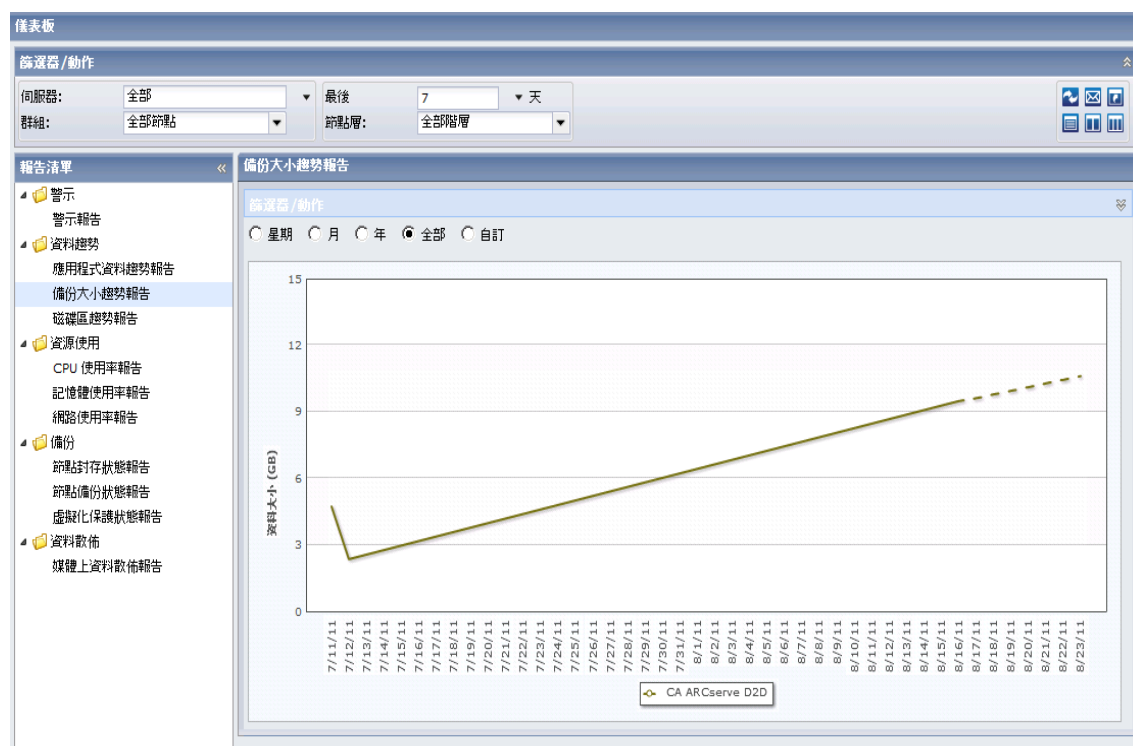 儀表板
篩選器/動作
伺服器: 全部 最後 7 天
群組: 全部節點 節點層: 全部階層
報告清單
警示
警示報告
資料趨勢
應用程式資料趨勢報告
備份大小趨勢報告
磁碟區趨勢報告
資源使用
CPU 使用率報告
記憶體使用率報告
網路使用率報告
備份
節點封存狀態報告
節點備份狀態報告
虛擬化保護狀態報告
資料散佈
媒體上資料散佈報告
備份大小趨勢報告
篩選器/動作
星期 月 年 全部 自訂
資料大小 (GB)
15
12
9
6
3
0
7/11/11
7/12/11
7/13/11
7/14/11
7/15/11
7/16/11
7/17/11
7/18/11
7/19/11
7/20/11
7/21/11
7/22/11
7/23/11
7/24/11
7/25/11
7/26/11
7/27/11
7/28/11
7/29/11
7/30/11
7/31/11
8/1/11
8/2/11
8/3/11
8/4/11
8/5/11
8/6/11
8/7/11
8/8/11
8/9/11
8/10/11
8/11/11
8/12/11
8/13/11
8/14/11
8/15/11
8/16/11
8/17/11
8/18/11
8/19/11
8/20/11
8/21/11
8/22/11
8/23/11
CA ARCserve D2D